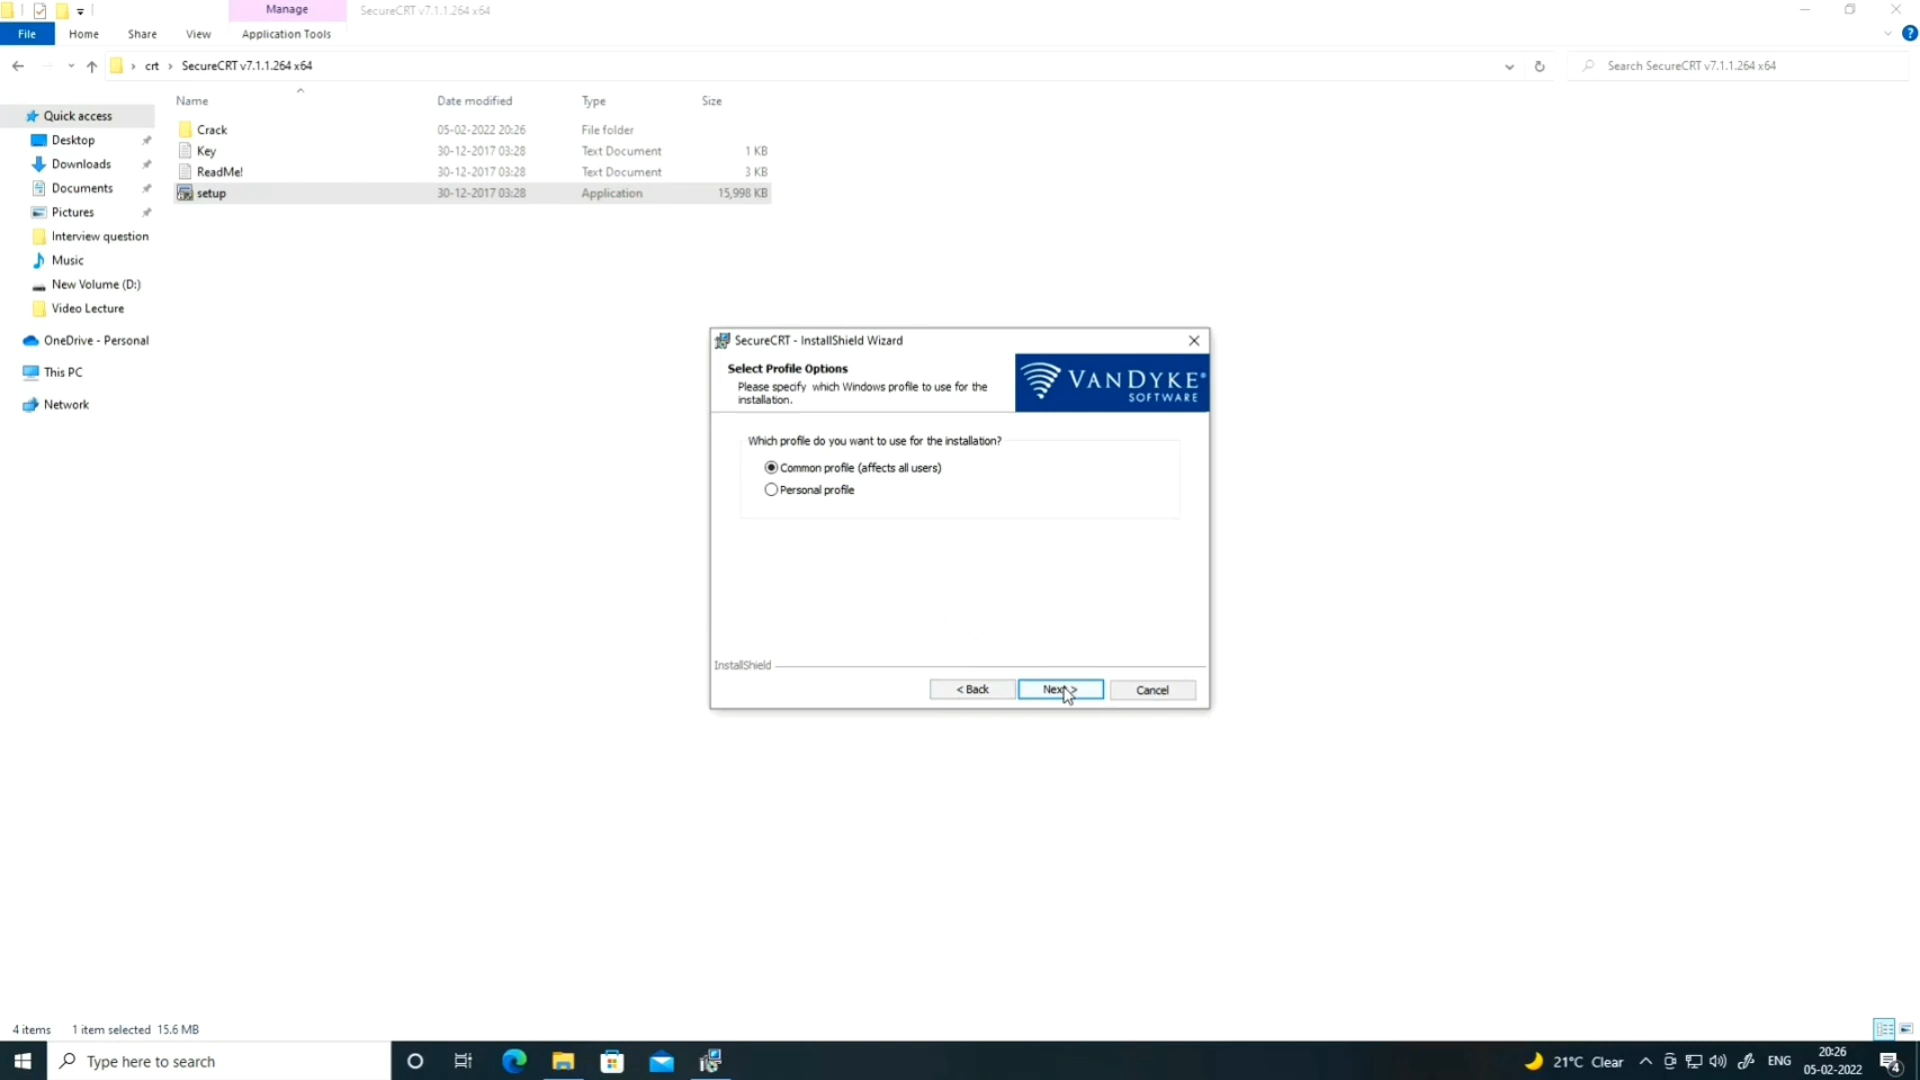 Manage
SecureCRT v7.1.1.264 x64
File
Home
Share
View
Application Tools
crt
SecureCRT v7.1.1.264 x64
Search SecureCRT v7.1.1.264 x64
Name
Date modified
Type
Size
Quick access
Desktop
Downloads
Documents
Pictures
Interview question
Music
New Volume (D:)
Video Lecture
OneDrive - Personal
This PC
Network
Crack
05-02-2022 20:26
File folder
Key
30-12-2017 03:28
Text Document
1 KB
ReadMe!
30-12-2017 03:28
Text Document
3 KB
setup
30-12-2017 03:28
Application
15,998 KB
SecureCRT - InstallShield Wizard
Select Profile Options
Please specify which Windows profile to use for the
installation.
VANDYKE®
SOFTWARE
Which profile do you want to use for the installation?
Common profile (affects all users)
Personal profile
InstallShield
< Back
Next >
Cancel
4 items
1 item selected 15.6 MB
Type here to search
21°C Clear
ENG
20:26
05-02-2022
4